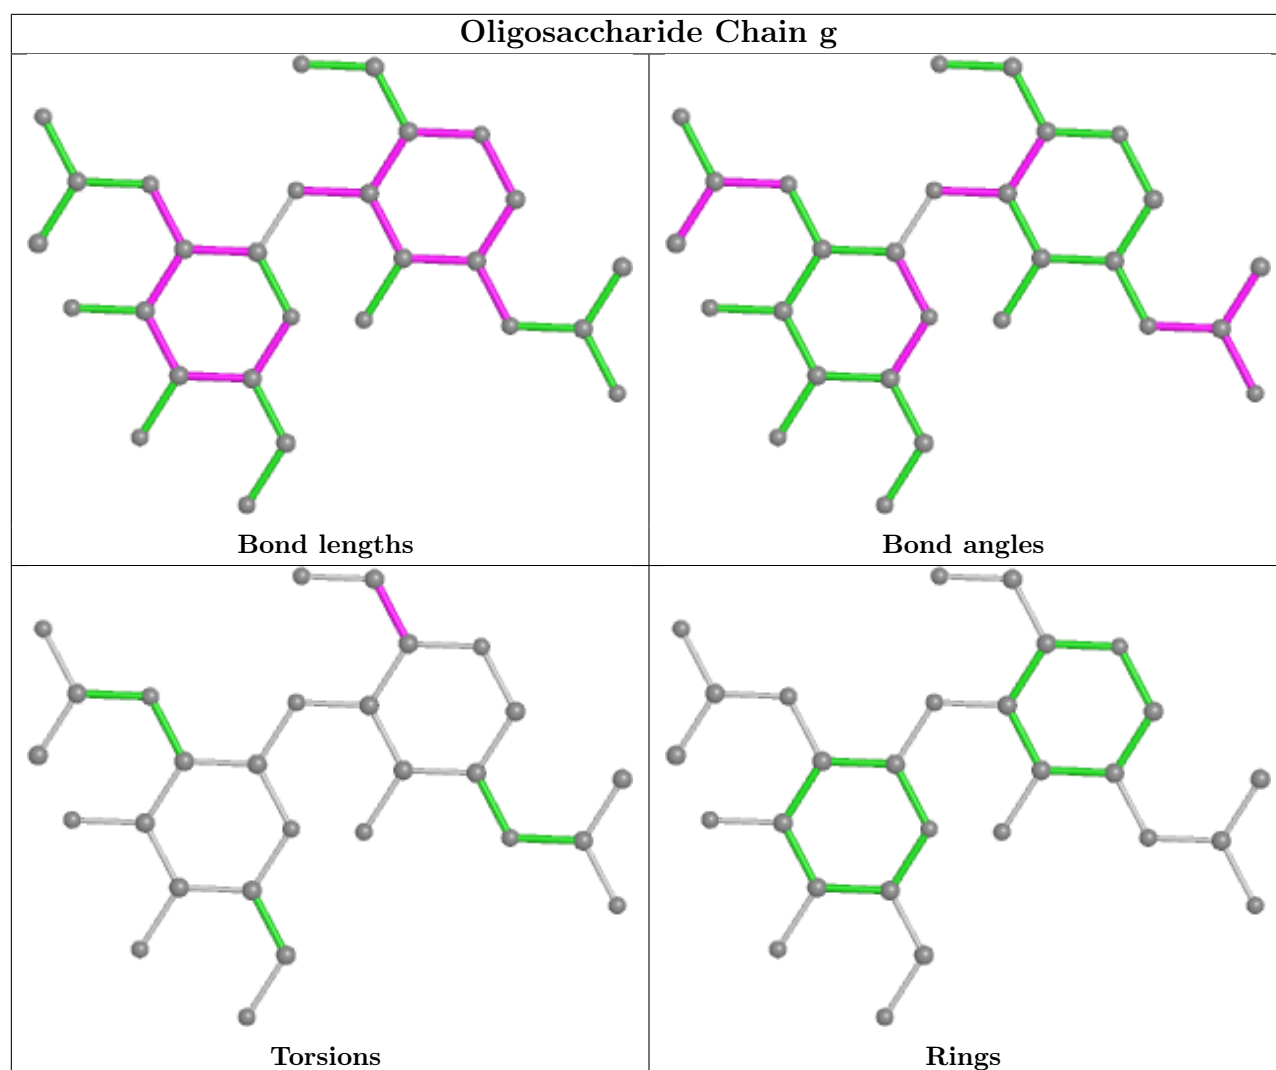 Oligosaccharide Chain g
Bond lengths
Bond angles
Torsions
Rings